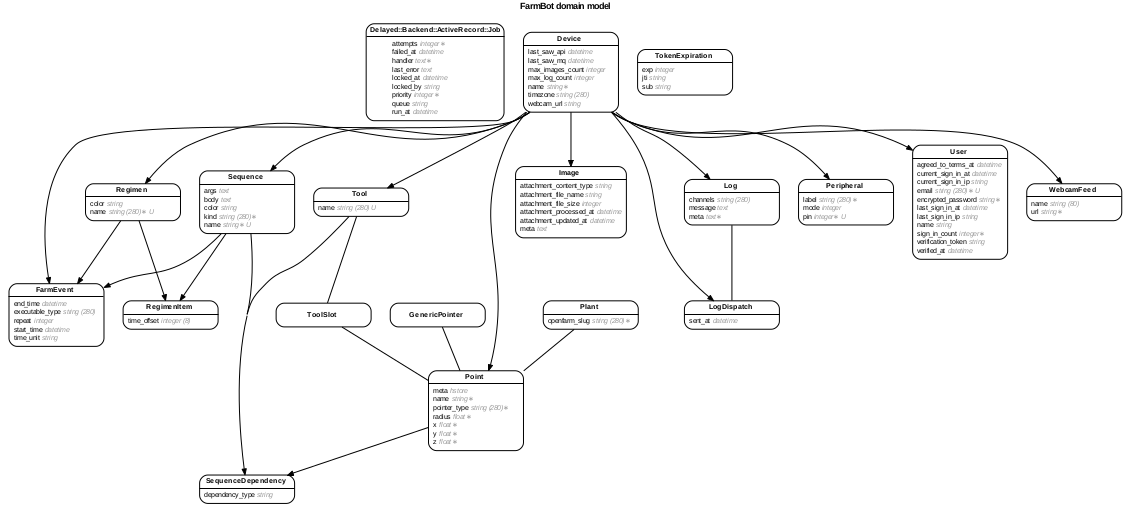 FarmBot domain model
Delayed::Backend::ActiveRecord::Job
attempts integer ∗
failed_at datetime
handler text ∗
last_error text
locked_at datetime
locked_by string
priority integer ∗
queue string
run_at datetime
Device
last_saw_api datetime
last_saw_mq datetime
max_images_count integer
max_log_count integer
name string ∗
timezone string (280)
webcam_url string
TokenExpiration
exp integer
jti string
sub string
Regimen
color string
name string (280) ∗ U
Sequence
args text
body text
color string
kind string (280) ∗
name string ∗ U
Tool
name string (280) U
Image
attachment_content_type string
attachment_file_name string
attachment_file_size integer
attachment_processed_at datetime
attachment_updated_at datetime
meta text
Log
channels string (280)
message text
meta text ∗
Peripheral
label string (280) ∗
mode integer
pin integer ∗ U
User
agreed_to_terms_at datetime
current_sign_in_at datetime
current_sign_in_ip string
email string (280) ∗ U
encrypted_password string ∗
last_sign_in_at datetime
last_sign_in_ip string
name string
sign_in_count integer ∗
verification_token string
verified_at datetime
WebcamFeed
name string (80)
url string ∗
FarmEvent
end_time datetime
executable_type string (280)
repeat integer
start_time datetime
time_unit string
RegimenItem
time_offset integer (8)
ToolSlot
GenericPointer
Plant
openfarm_slug string (280) ∗
LogDispatch
sent_at datetime
Point
meta hstore
name string ∗
pointer_type string (280) ∗
radius float ∗
x float ∗
y float ∗
z float ∗
SequenceDependency
dependency_type string